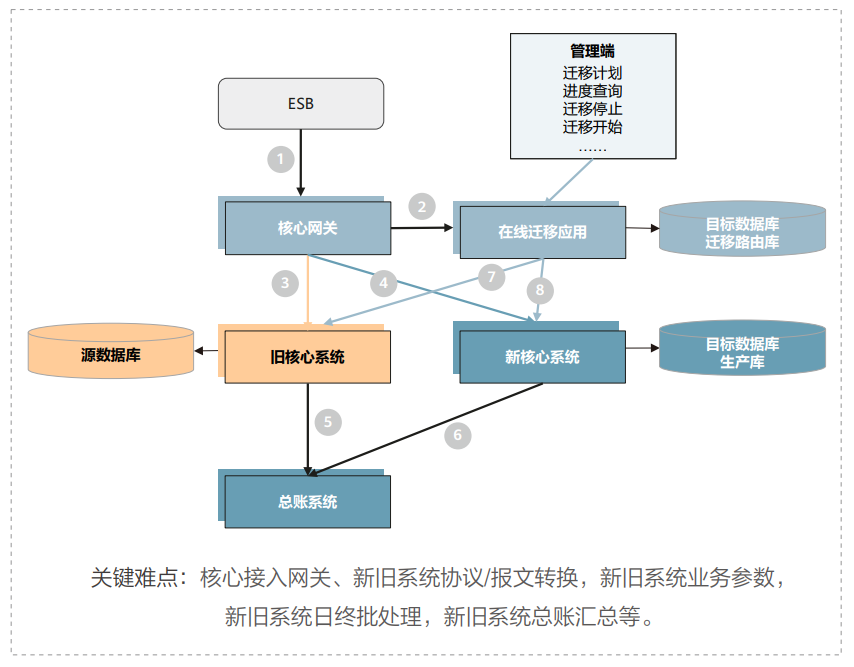 管理端
迁移计划
进度查询
迁移停止
迁移开始
……
ESB
1
核心网关
2
在线迁移应用
目标数据库
迁移路由库
3
4
7
8
源数据库
旧核心系统
新核心系统
目标数据库
生产库
5
6
总账系统
关键难点：核心接入网关、新旧系统协议/报文转换，新旧系统业务参数，
新旧系统日终批处理，新旧系统总账汇总等。